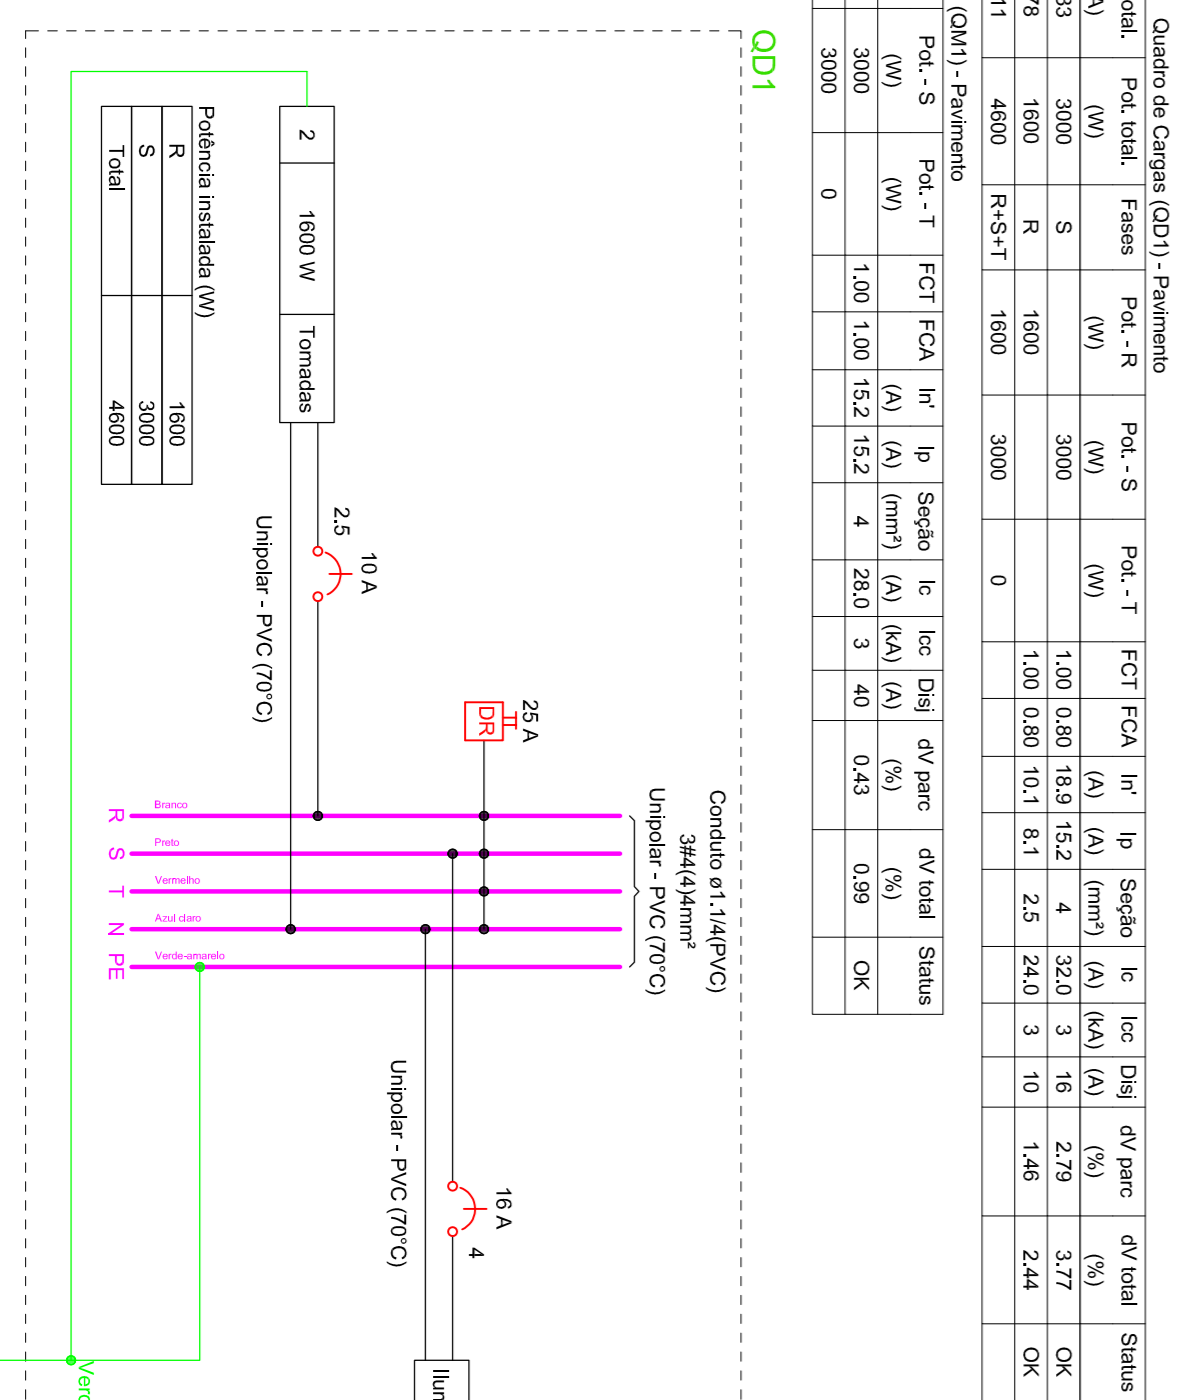 Quadro de Cargas (QD1) - Pavimento
Pot. total. Fases Pot. - R Pot. - S Pot. - T FCT FCA In' Ip Seção Ic Icc Disj dV parc dV total Status
(W) (W) (W) (W) (A) (A) (mm²) (A) (kA) (A) (%) (%)
3000 S 3000 1.00 0.80 18.9 15.2 4 32.0 3 16 2.79 3.77 OK
1600 R 1600 1.00 0.80 10.1 8.1 2.5 24.0 3 10 1.46 2.44 OK
4600 R+S+T 1600 3000 0
(QM1) - Pavimento
Pot. - S Pot. - T FCT FCA In' Ip Seção Ic Icc Disj dV parc dV total Status
(W) (W) (A) (A) (mm²) (A) (kA) (A) (%) (%)
3000 1.00 1.00 15.2 15.2 4 28.0 3 40 0.43 0.99 OK
3000 0
QD1
Conduto ø1.1/4(PVC)
3#4(4)4mm²
Unipolar - PVC (70°C)
25 A
DR
16 A
4
Unipolar - PVC (70°C)
10 A
2.5
2 1600 W Tomadas
Unipolar - PVC (70°C)
Potência instalada (W)
R 1600
S 3000
Total 4600
R Branco
S Preto
T Vermelho
N Azul claro
PE Verde-amarelo